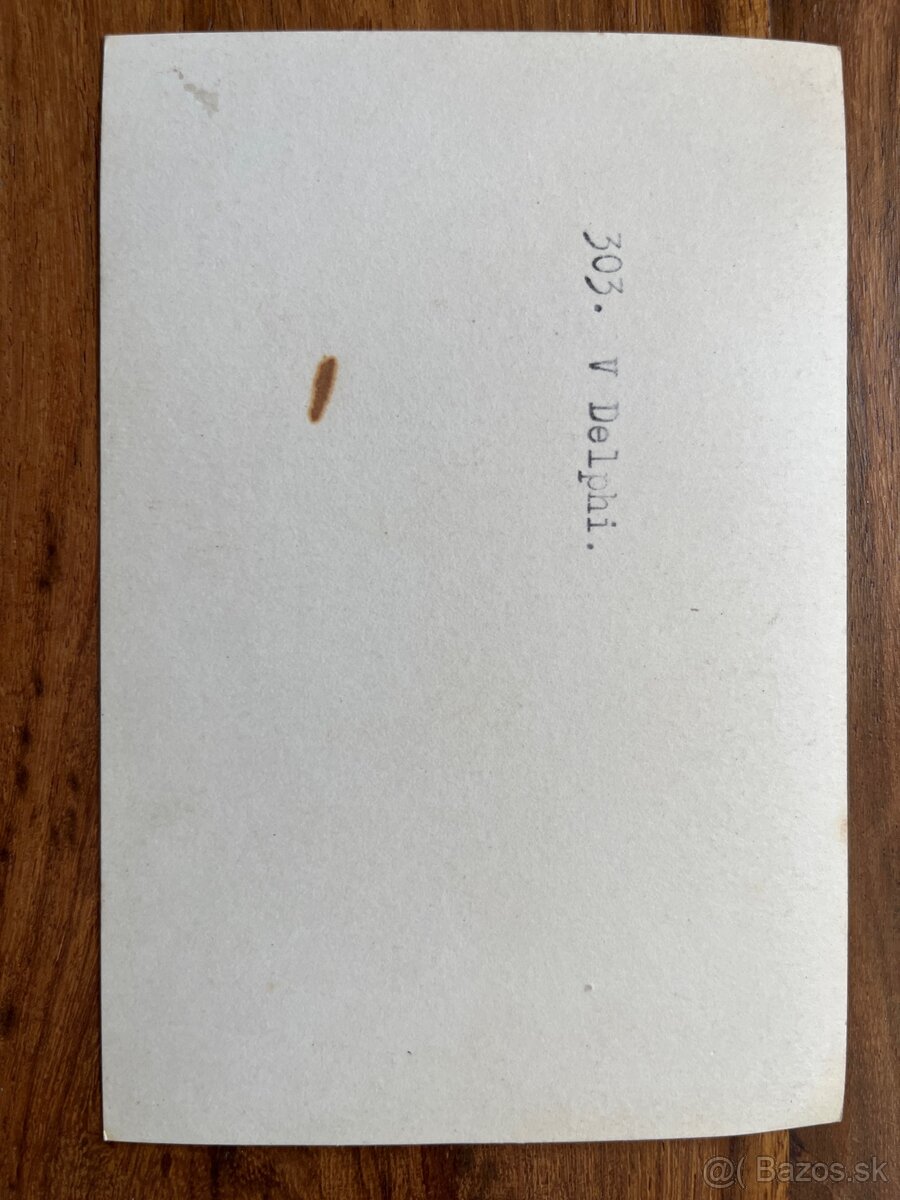 303. V Delphi.
@( Bazos.sk